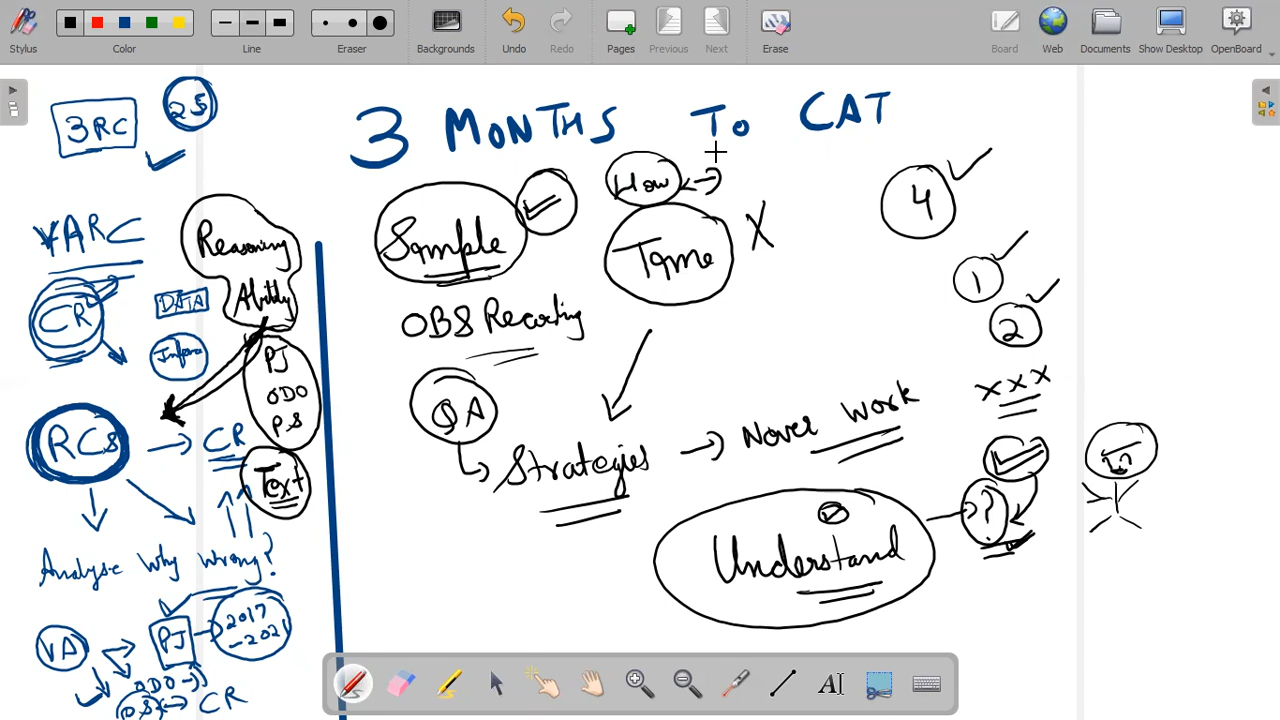 Stylus
Color
Line
Eraser
Backgrounds
Undo
Redo
Pages
Previous
Next
Erase
Board
Web
Documents
Show Desktop
OpenBoard
3RC
25
3 MONTHS To CAT
How
4
Sample
Time
X
VARC
Reasoning
Ability
CR
DATA
1
2
OBS Recording
PJ
ODO
PS
QA
XXX
RCs
CR
Strategies
Never Work
Text
?
Understand
Analyse Why Wrong?
VA
PJ
2017
-2021
ODO
CR